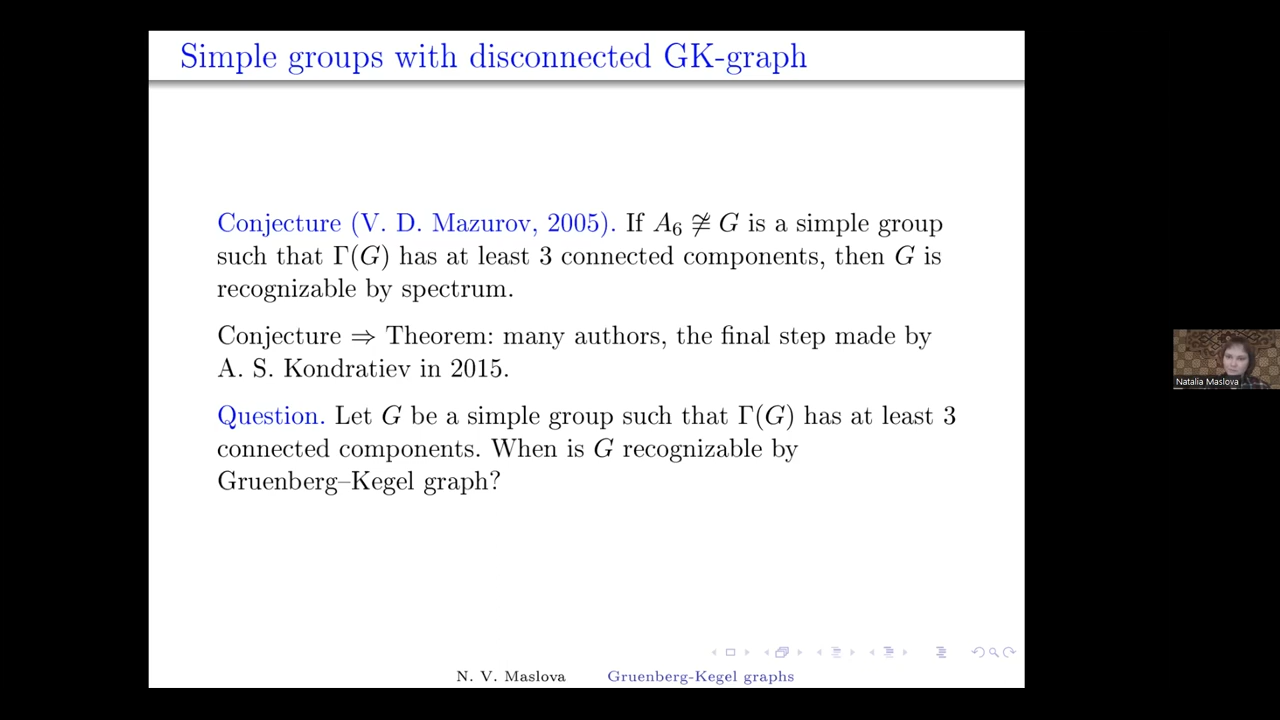 Simple groups with disconnected GK-graph
Conjecture (V. D. Mazurov, 2005). If A₆ ≇ G is a simple group
such that Γ(G) has at least 3 connected components, then G is
recognizable by spectrum.
Conjecture ⇒ Theorem: many authors, the final step made by
A. S. Kondratiev in 2015.
Question. Let G be a simple group such that Γ(G) has at least 3
connected components. When is G recognizable by
Gruenberg–Kegel graph?
Natalia Maslova
N. V. Maslova Gruenberg-Kegel graphs